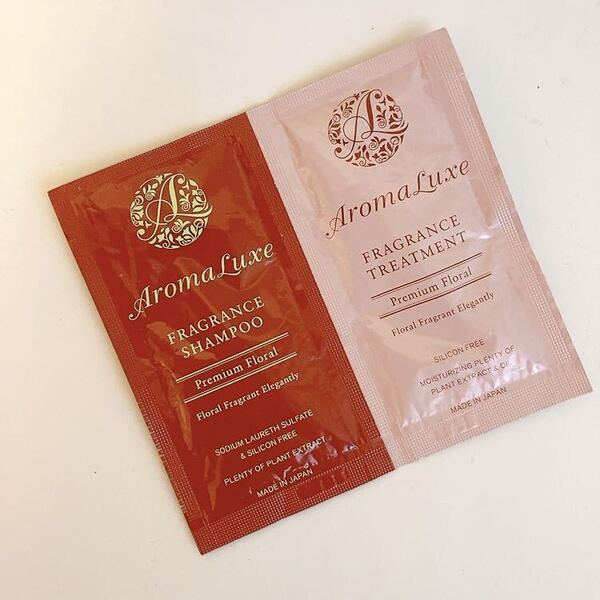 AL
AromaLuxe
FRAGRANCE
SHAMPOO
Premium Floral
Floral Fragrant Elegantly
SODIUM LAURETH SULFATE
& SILICON FREE
PLENTY OF PLANT EXTRACT
MADE IN JAPAN
AL
AromaLuxe
FRAGRANCE
TREATMENT
Premium Floral
Floral Fragrant Elegantly
SILICON FREE
MOISTURIZING PLENTY OF
PLANT EXTRACT & OIL
MADE IN JAPAN